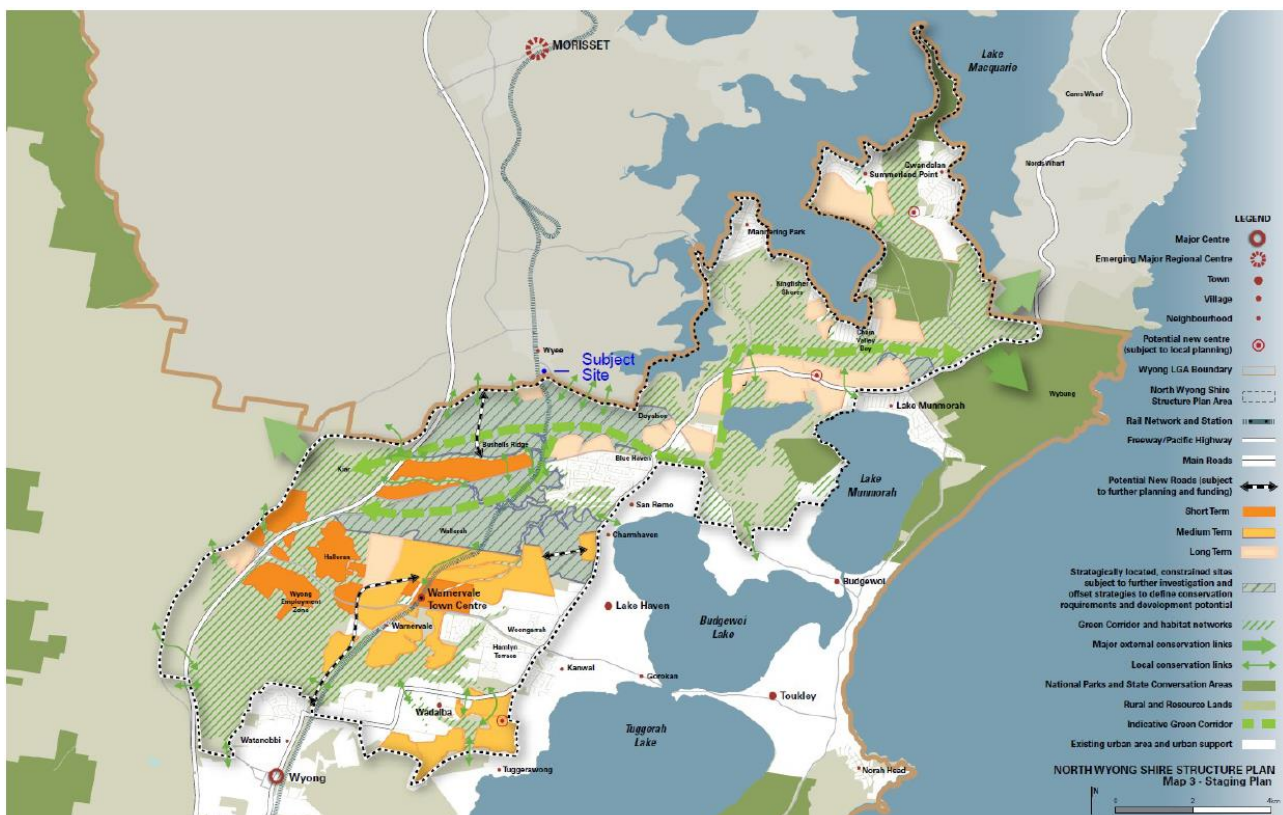 MORISSET
Lake
Macquarie
Cams Wharf
Nords Wharf
Gwandalan
Summerland Point
Mannering Park
Kingfisher
Shores
Chain
Valley
Bay
Wyee
Subject
Site
Doyalson
Wybung
Lake Munmorah
Bushells Ridge
Blue Haven
Kiar
Lake
Munmorah
San Remo
Wallarah
Charmhaven
Halloran
Wyong
Employment
Zone
Warnervale
Town Centre
Lake Haven
Budgewoi
Budgewoi
Lake
Warnervale
Woongarrah
Hamlyn
Terrace
Kanwal
Gorokan
Toukley
Wadalba
Tuggerah
Lake
Watanobbi
Tuggerawong
Norah Head
Wyong
LEGEND
Major Centre
Emerging Major Regional Centre
Town
Village
Neighbourhood
Potential new centre
(subject to local planning)
Wyong LGA Boundary
North Wyong Shire
Structure Plan Area
Rail Network and Station
Freeway/Pacific Highway
Main Roads
Potential New Roads (subject
to further planning and funding)
Short Term
Medium Term
Long Term
Strategically located, constrained sites
subject to further investigation and
offset strategies to define conservation
requirements and development potential
Green Corridor and habitat networks
Major external conservation links
Local conservation links
National Parks and State Conversation Areas
Rural and Resource Lands
Indicative Green Corridor
Existing urban area and urban support
NORTH WYONG SHIRE STRUCTURE PLAN
Map 3 - Staging Plan
N
0 2 4km